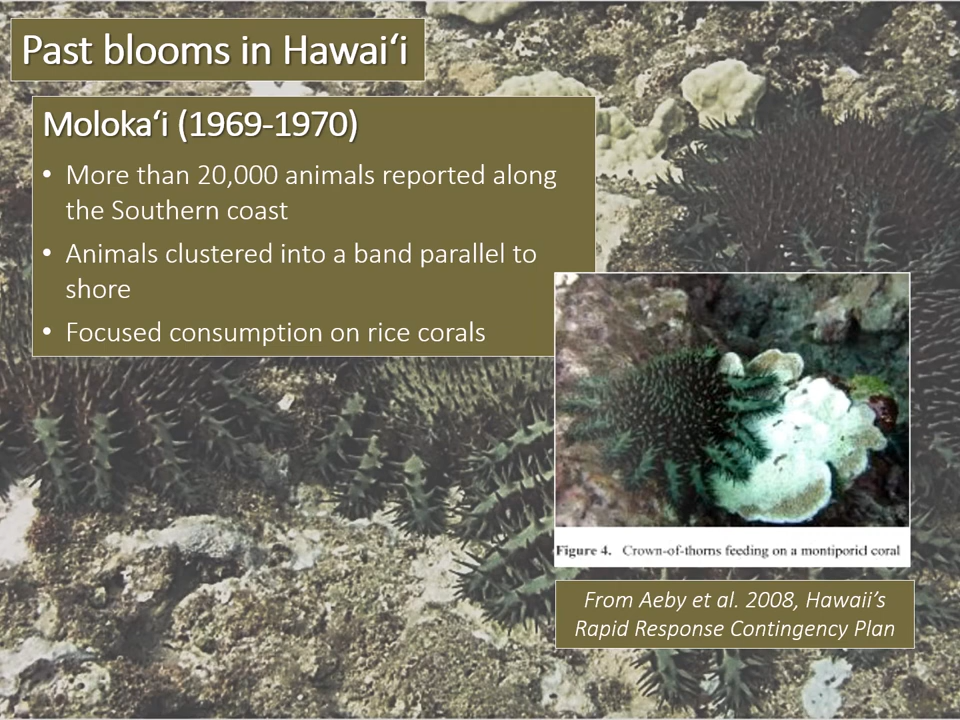 Past blooms in Hawai‘i
Moloka‘i (1969-1970)
• More than 20,000 animals reported along
the Southern coast
• Animals clustered into a band parallel to
shore
• Focused consumption on rice corals
Figure 4. Crown-of-thorns feeding on a montiporid coral
From Aeby et al. 2008, Hawaii’s
Rapid Response Contingency Plan